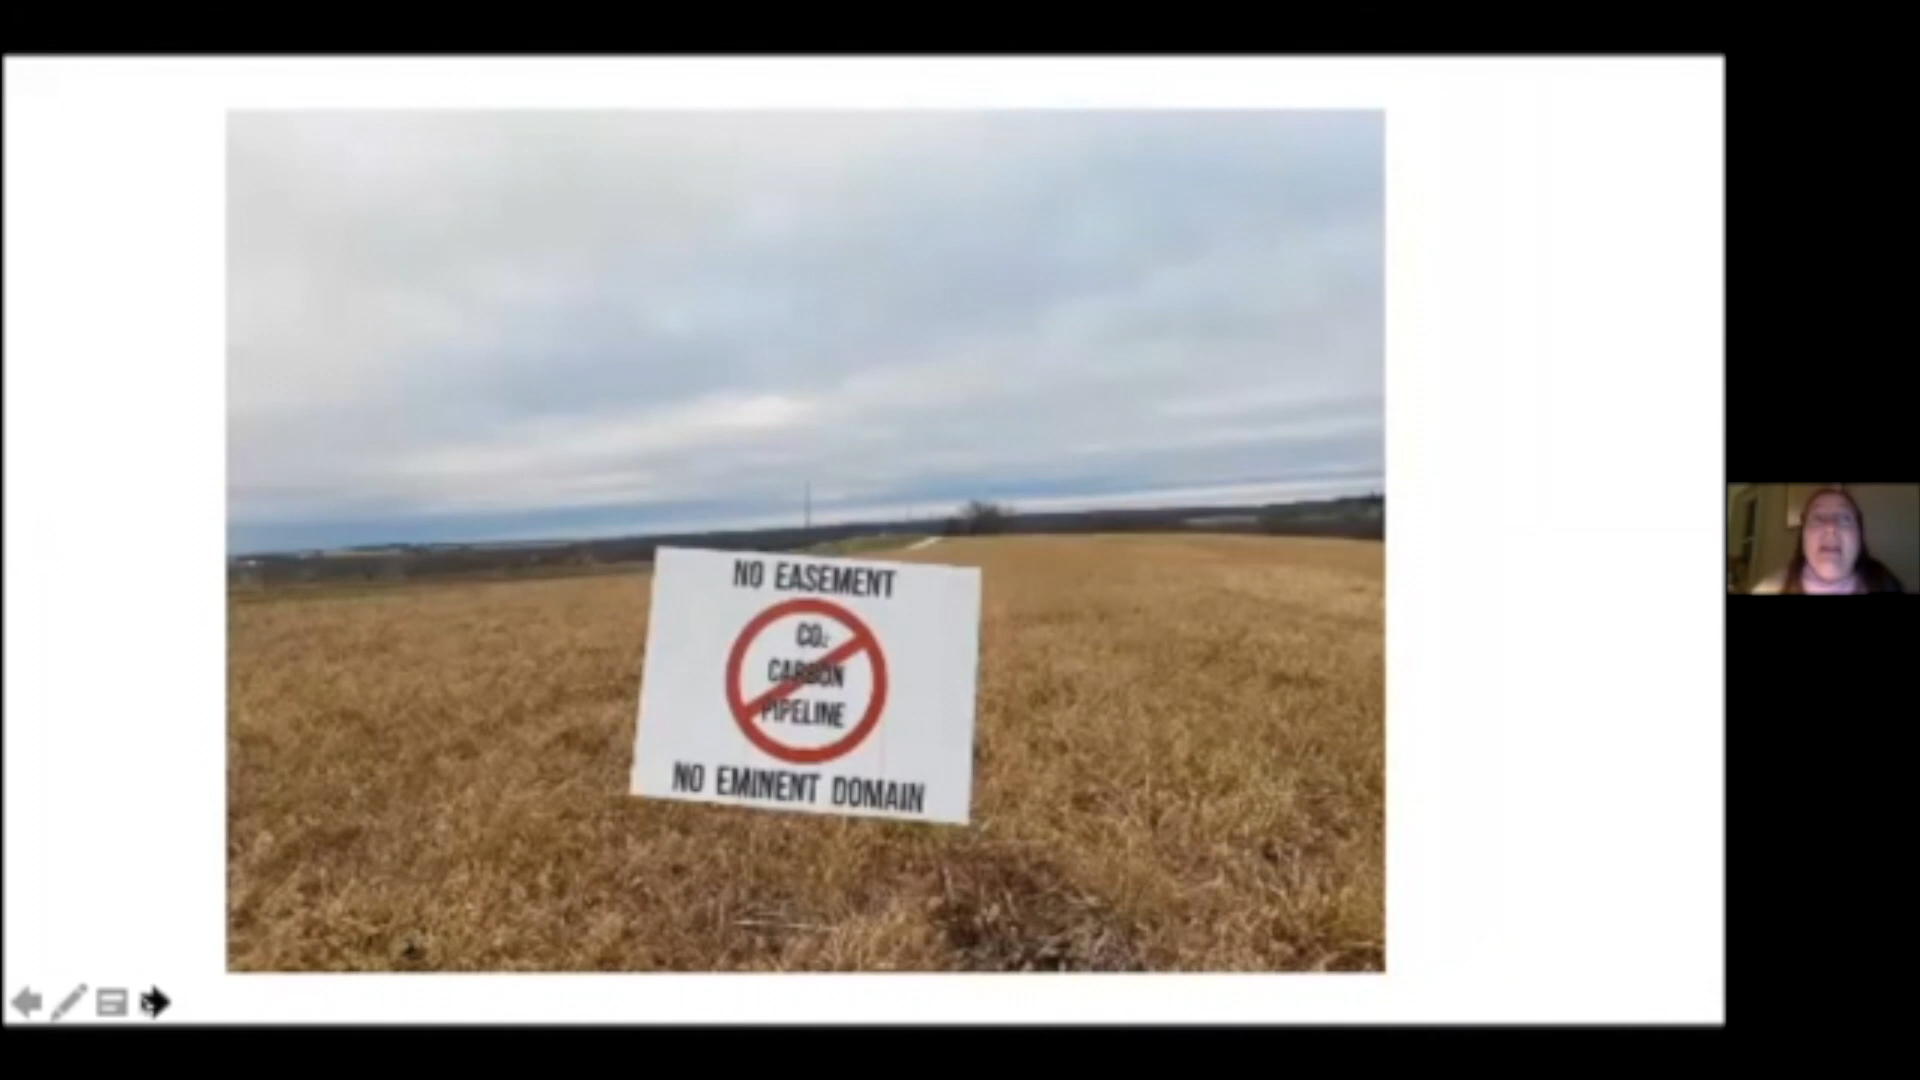 NO EASEMENT
CO₂
CARBON
PIPELINE
NO EMINENT DOMAIN